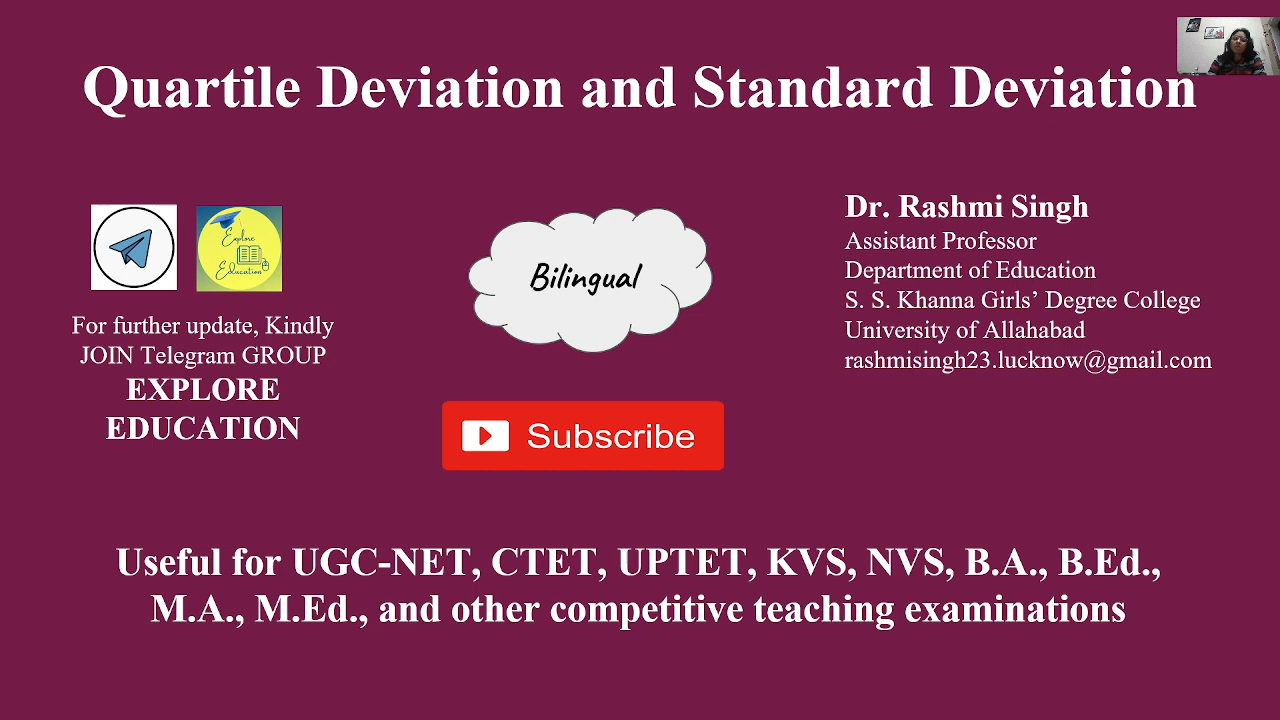 Quartile Deviation and Standard Deviation
Explore
Education
For further update, Kindly
JOIN Telegram GROUP
EXPLORE
EDUCATION
Bilingual
Subscribe
Dr. Rashmi Singh
Assistant Professor
Department of Education
S. S. Khanna Girls’ Degree College
University of Allahabad
rashmisingh23.lucknow@gmail.com
Useful for UGC-NET, CTET, UPTET, KVS, NVS, B.A., B.Ed.,
M.A., M.Ed., and other competitive teaching examinations